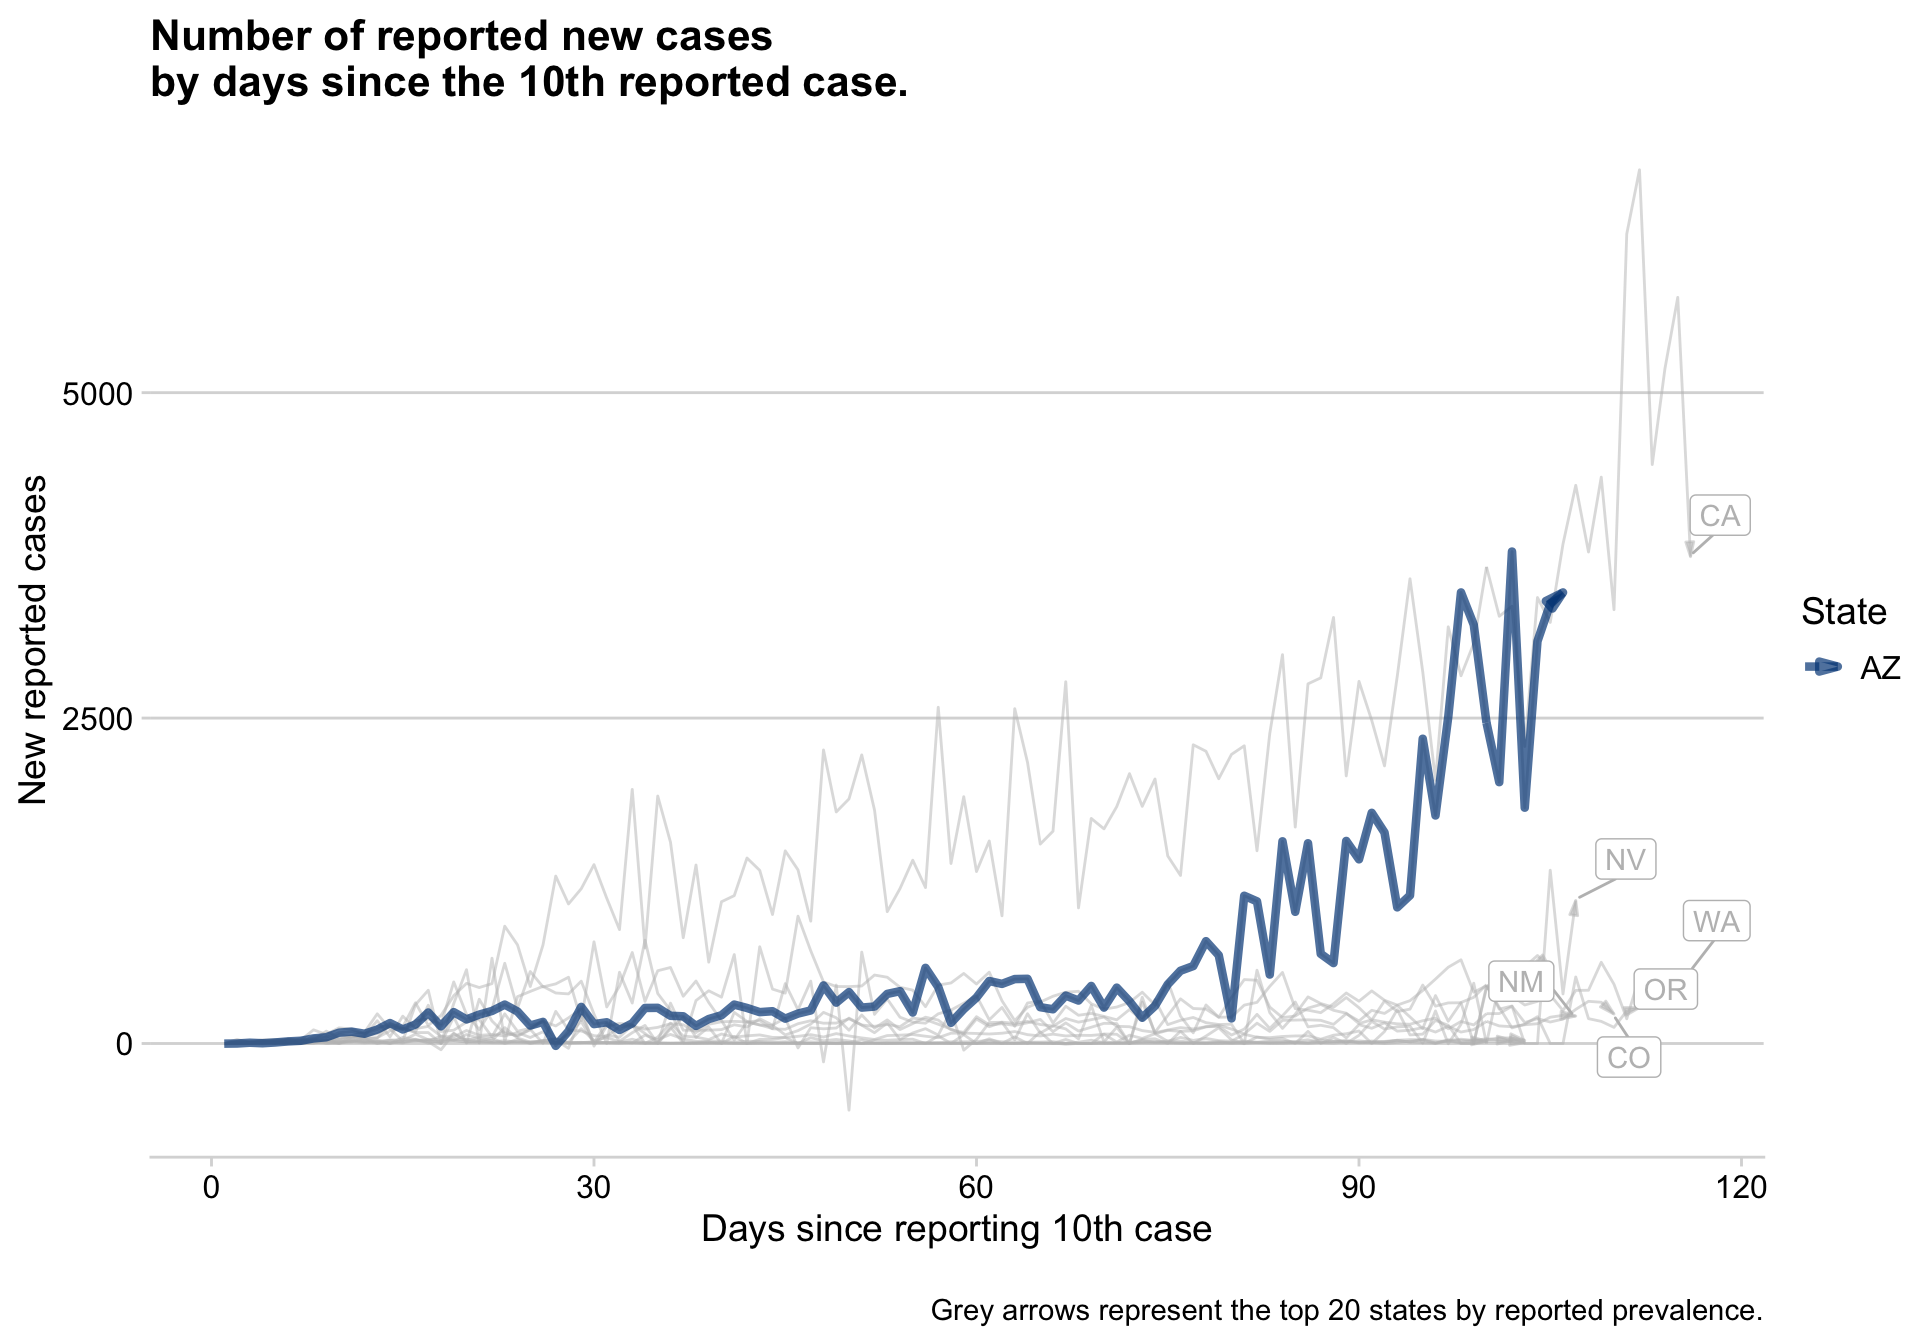 Number of reported new cases
by days since the 10th reported case.
New reported cases
5000
2500
0
CA
NV
WA
NM
OR
CO
State
AZ
0
30
60
90
120
Days since reporting 10th case
Grey arrows represent the top 20 states by reported prevalence.